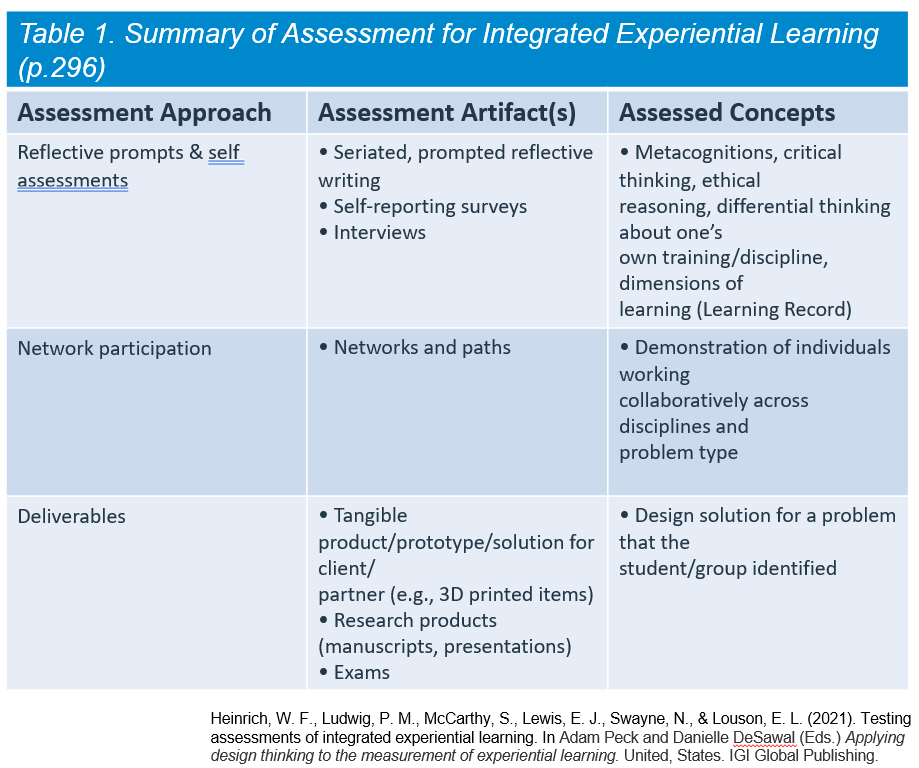 Table 1. Summary of Assessment for Integrated Experiential Learning
(p.296)
Assessment Approach
Assessment Artifact(s)
Assessed Concepts
Reflective prompts & self
assessments
• Seriated, prompted reflective
writing
• Self-reporting surveys
• Interviews
• Metacognitions, critical
thinking, ethical
reasoning, differential thinking
about one’s
own training/discipline,
dimensions of
learning (Learning Record)
Network participation
• Networks and paths
• Demonstration of individuals
working
collaboratively across
disciplines and
problem type
Deliverables
• Tangible
product/prototype/solution for
client/
partner (e.g., 3D printed items)
• Research products
(manuscripts, presentations)
• Exams
• Design solution for a problem
that the
student/group identified
Heinrich, W. F., Ludwig, P. M., McCarthy, S., Lewis, E. J., Swayne, N., & Louson, E. L. (2021). Testing
assessments of integrated experiential learning. In Adam Peck and Danielle DeSawal (Eds.) Applying
design thinking to the measurement of experiential learning. United, States. IGI Global Publishing.